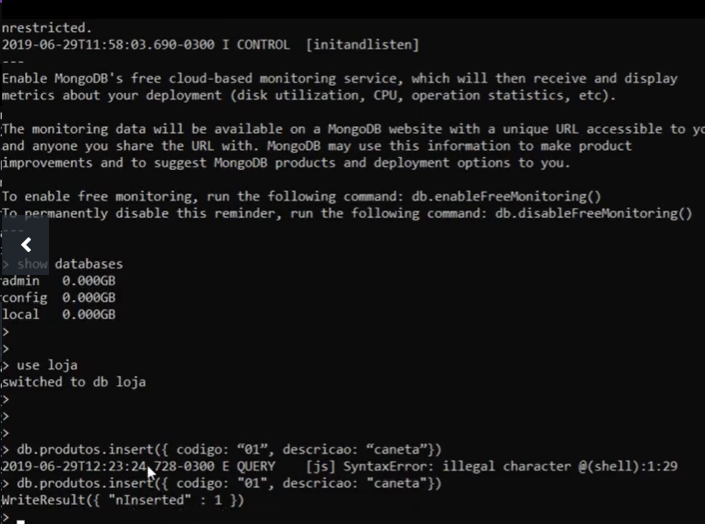 nrestricted.
2019-06-29T11:58:03.690-0300 I CONTROL  [initandlisten]
---
Enable MongoDB's free cloud-based monitoring service, which will then receive and display
metrics about your deployment (disk utilization, CPU, operation statistics, etc).
The monitoring data will be available on a MongoDB website with a unique URL accessible to yo
and anyone you share the URL with. MongoDB may use this information to make product
improvements and to suggest MongoDB products and deployment options to you.
To enable free monitoring, run the following command: db.enableFreeMonitoring()
To permanently disable this reminder, run the following command: db.disableFreeMonitoring()
---
> show databases
admin   0.000GB
config  0.000GB
local   0.000GB
>
>
> use loja
switched to db loja
>
>
>
> db.produtos.insert({ codigo: “01”, descricao: “caneta”})
2019-06-29T12:23:24.728-0300 E QUERY    [js] SyntaxError: illegal character @(shell):1:29
> db.produtos.insert({ codigo: "01", descricao: "caneta"})
WriteResult({ "nInserted" : 1 })
>